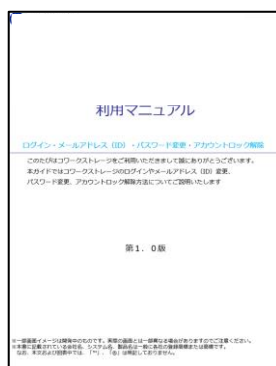 利用マニュアル
ログイン・メールアドレス（ID）・パスワード変更・アカウントロック解除
このたびはコワークストレージをご利用いただきまして誠にありがとうございます。
本ガイドではコワークストレージのログインやメールアドレス（ID）変更、
パスワード変更、アカウントロック解除方法についてご説明いたします
第1．0版
※一部画面イメージは開発中のものです。実際の画面とは一部異なる場合がありますのでご注意ください。
※本書に記載されている会社名、システム名、製品名は一般に各社の登録商標または商標です。
なお、本文および図表中では、「™」、「®」は明記しておりません。